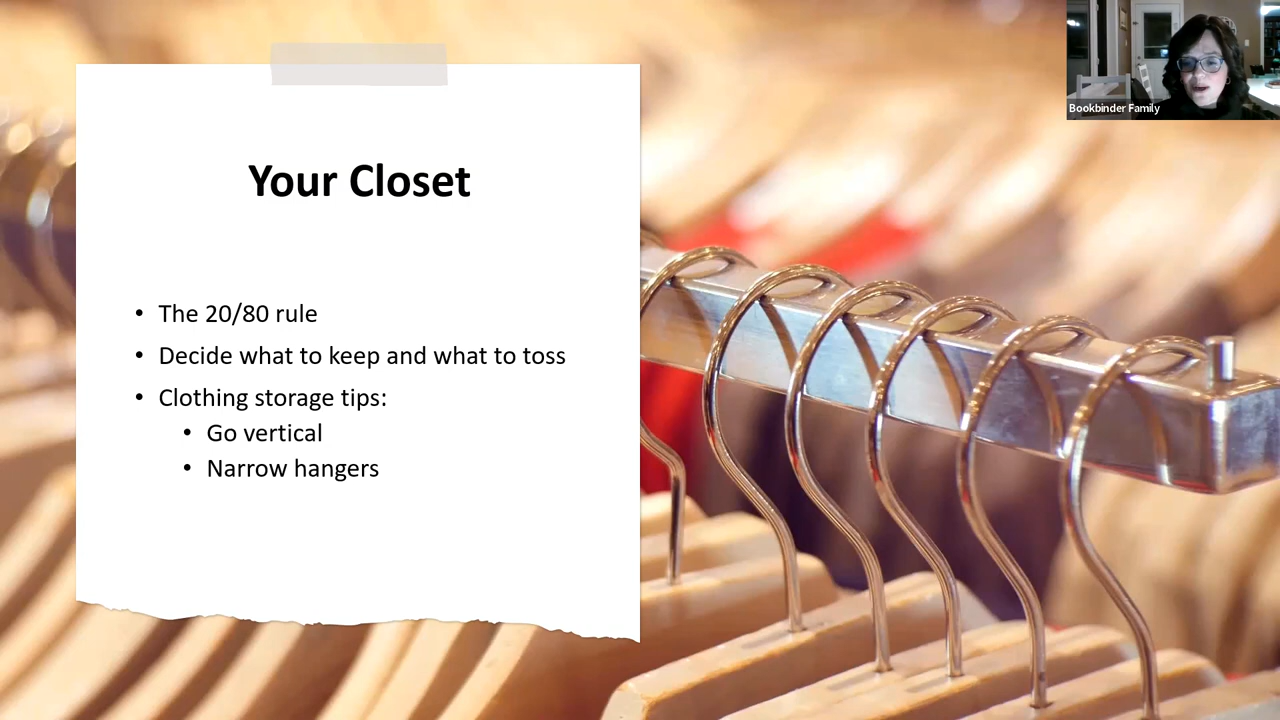 Bookbinder Family
Your Closet
• The 20/80 rule
• Decide what to keep and what to toss
• Clothing storage tips:
• Go vertical
• Narrow hangers